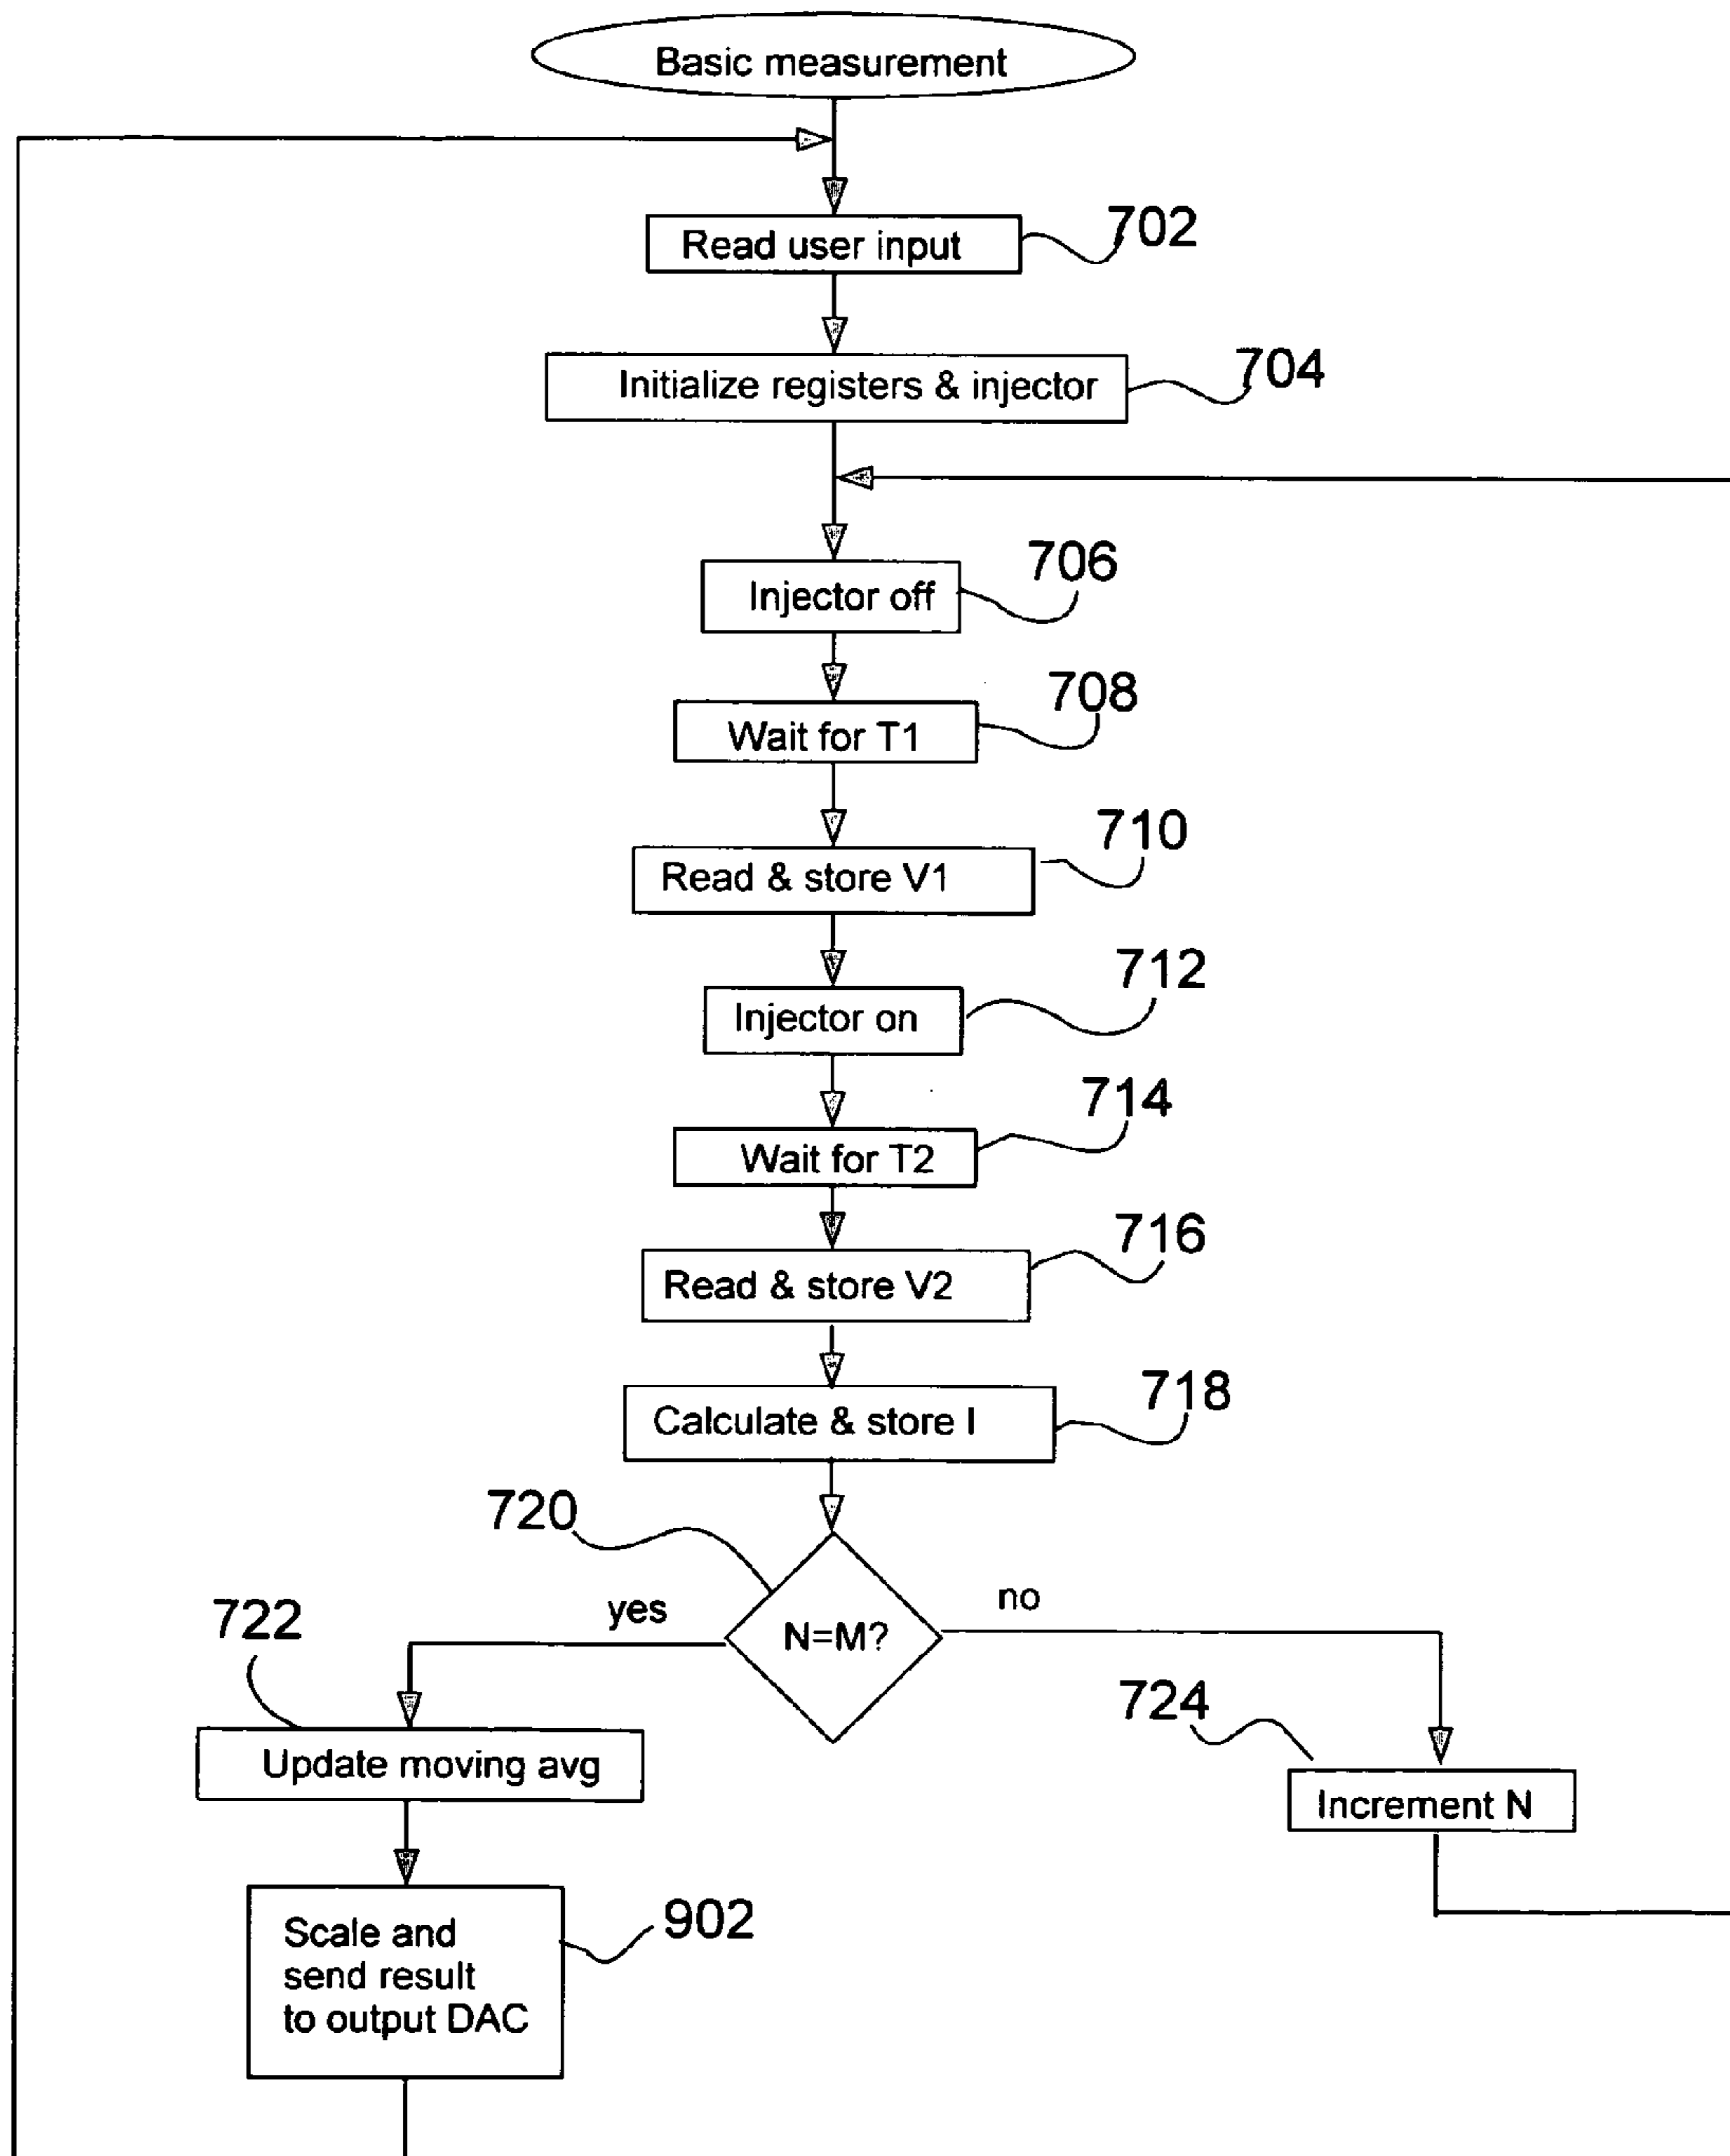 Basic measurement
Read user input
702
Initialize registers & injector
704
Injector off
706
Wait for T1
708
Read & store V1
710
Injector on
712
Wait for T2
714
Read & store V2
716
Calculate & store I
718
720
N=M?
yes
no
722
Update moving avg
724
Increment N
Scale and
send result
to output DAC
902